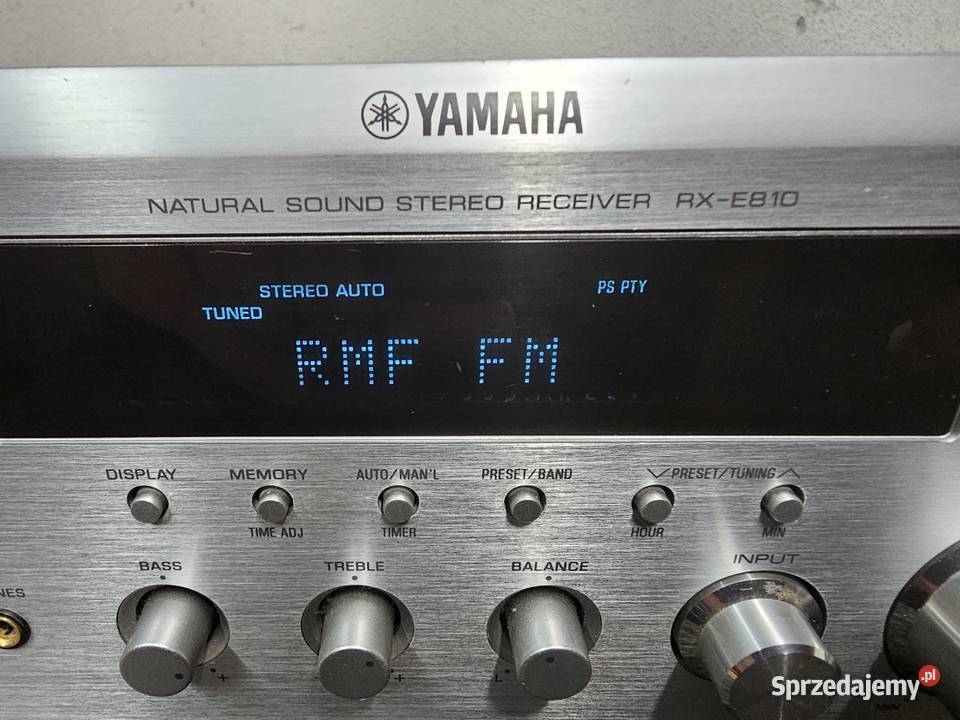 YAMAHA
NATURAL SOUND STEREO RECEIVER RX-E810
STEREO AUTO PS PTY
TUNED
RMF FM
DISPLAY MEMORY AUTO/MAN'L PRESET/BAND PRESET/TUNING
TIME ADJ TIMER HOUR MIN
BASS TREBLE BALANCE INPUT
NES
+ - + L
Sprzedajemy.pl